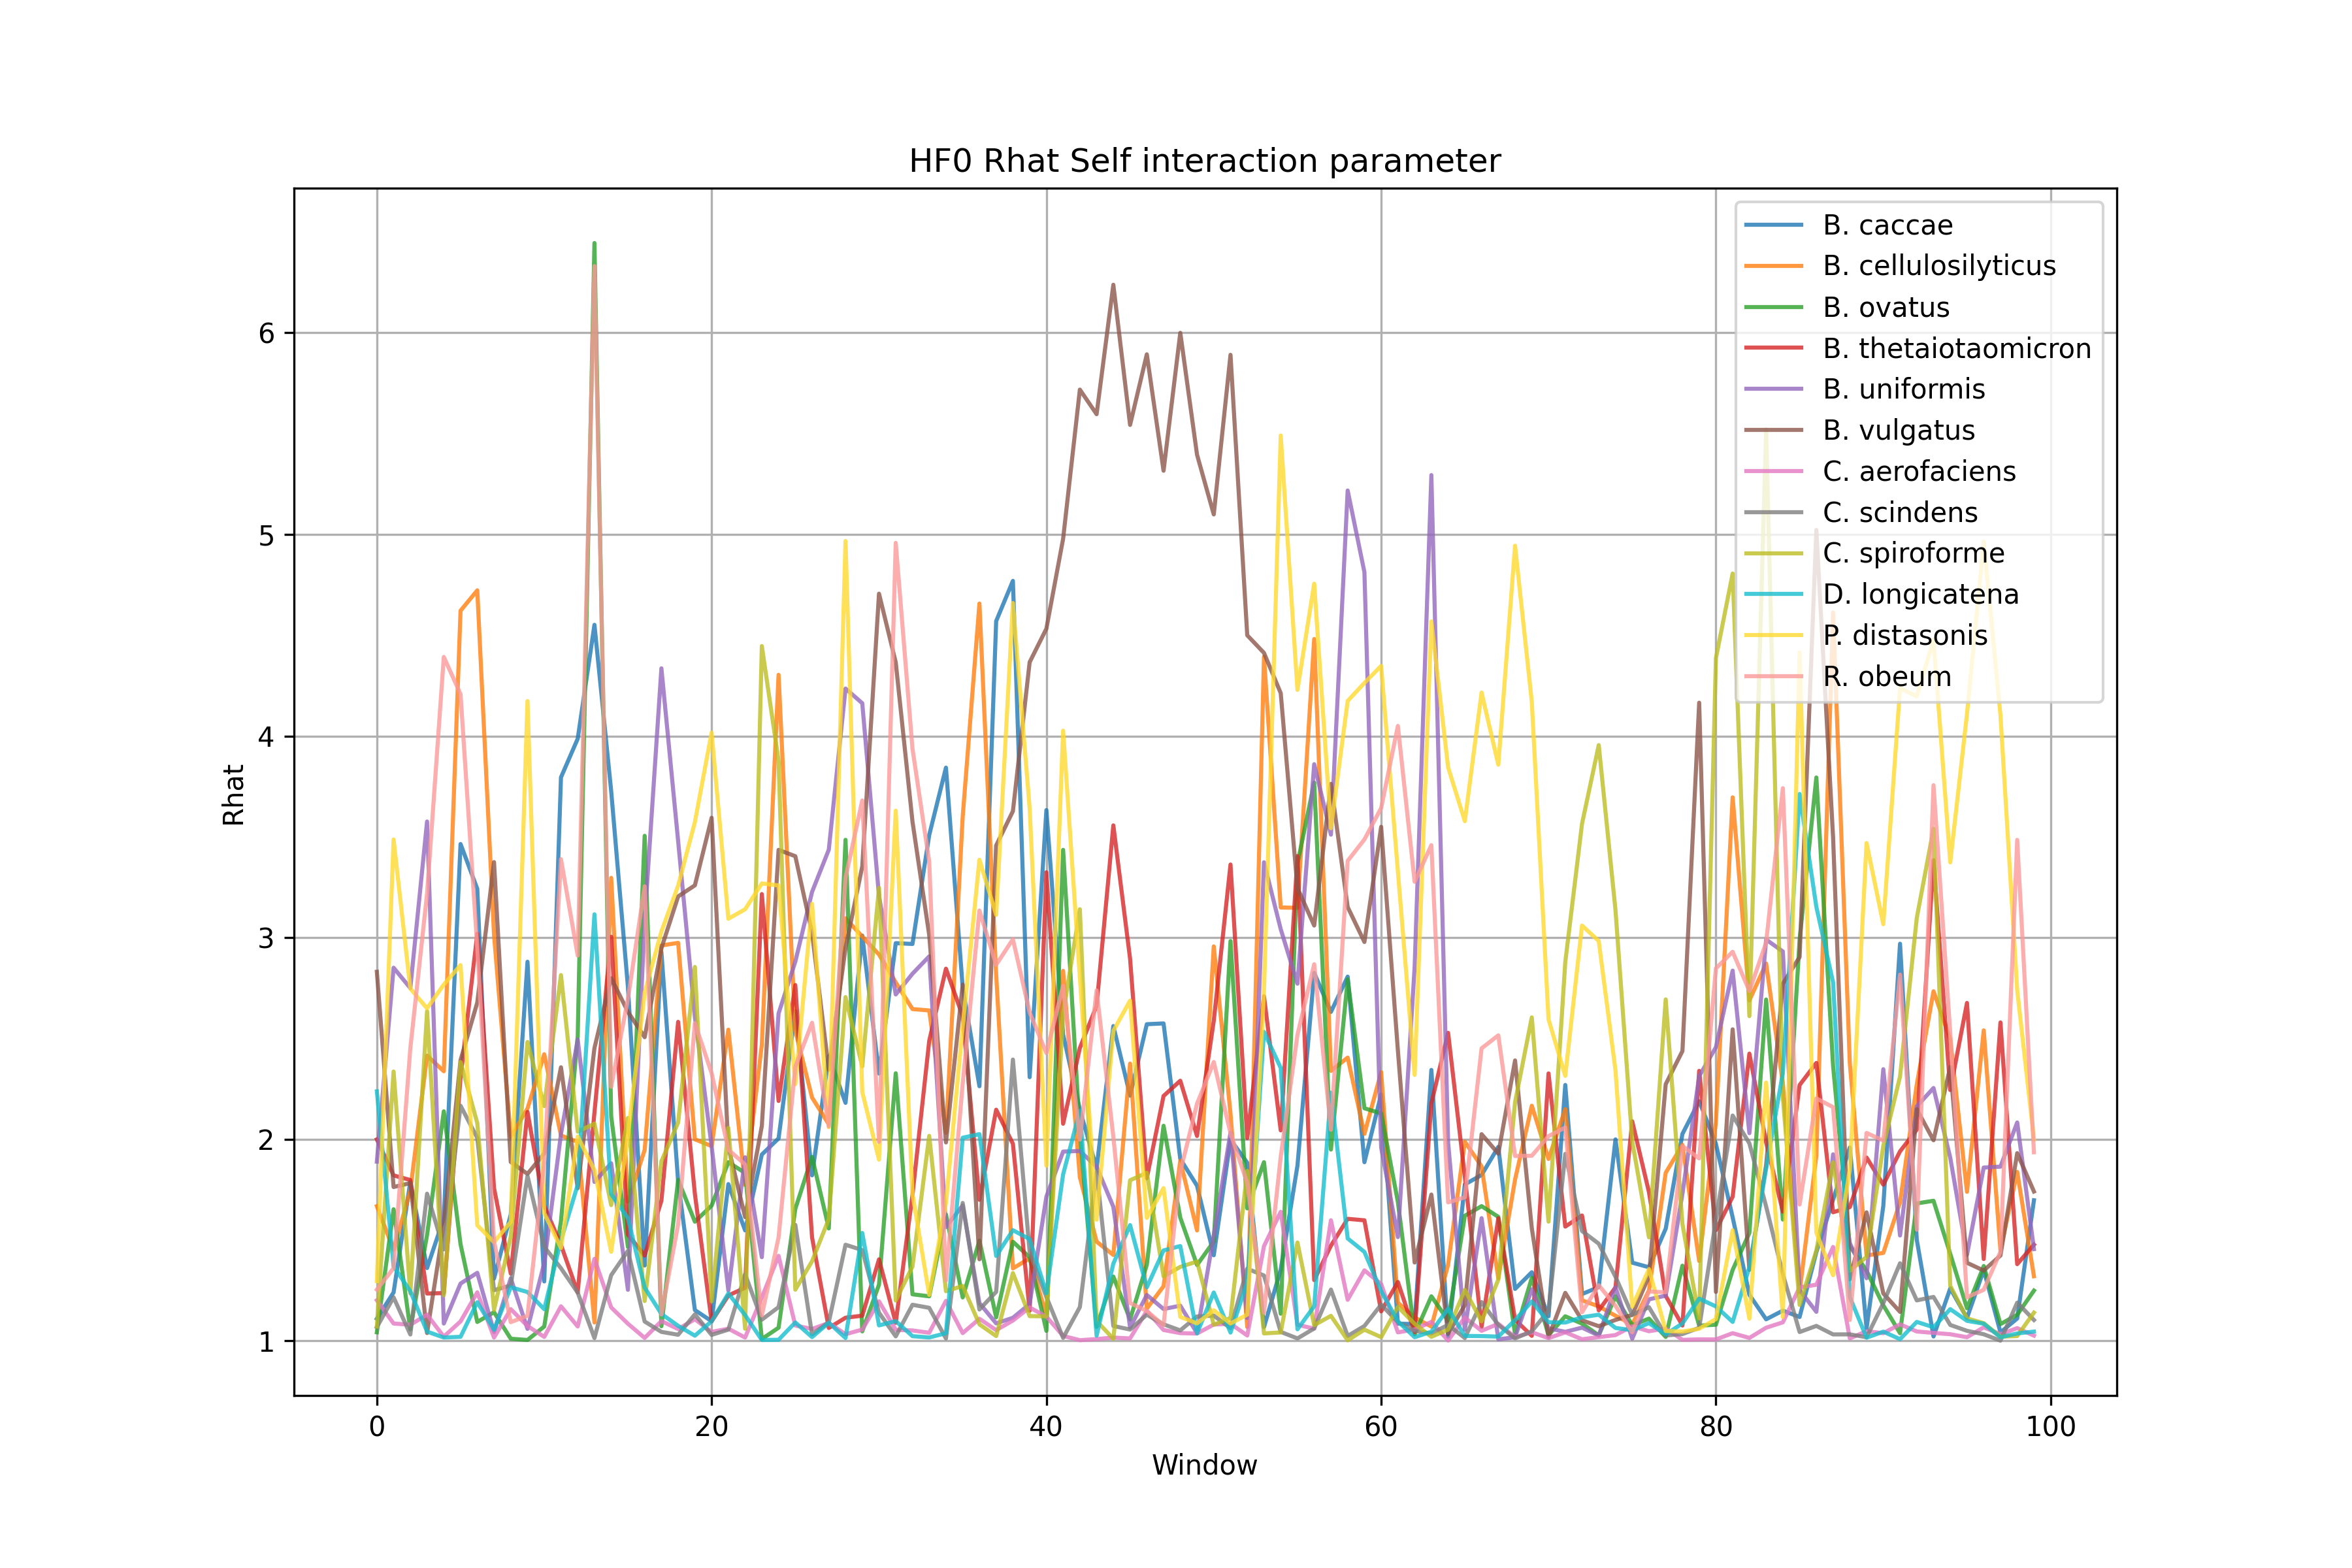 HF0 Rhat Self interaction parameter
B. caccae
B. cellulosilyticus
B. ovatus
B. thetaiotaomicron
B. uniformis
B. vulgatus
C. aerofaciens
C. scindens
C. spiroforme
D. longicatena
P. distasonis
R. obeum
6
5
4
3
2
1
Rhat
0 20 40 60 80 100
Window